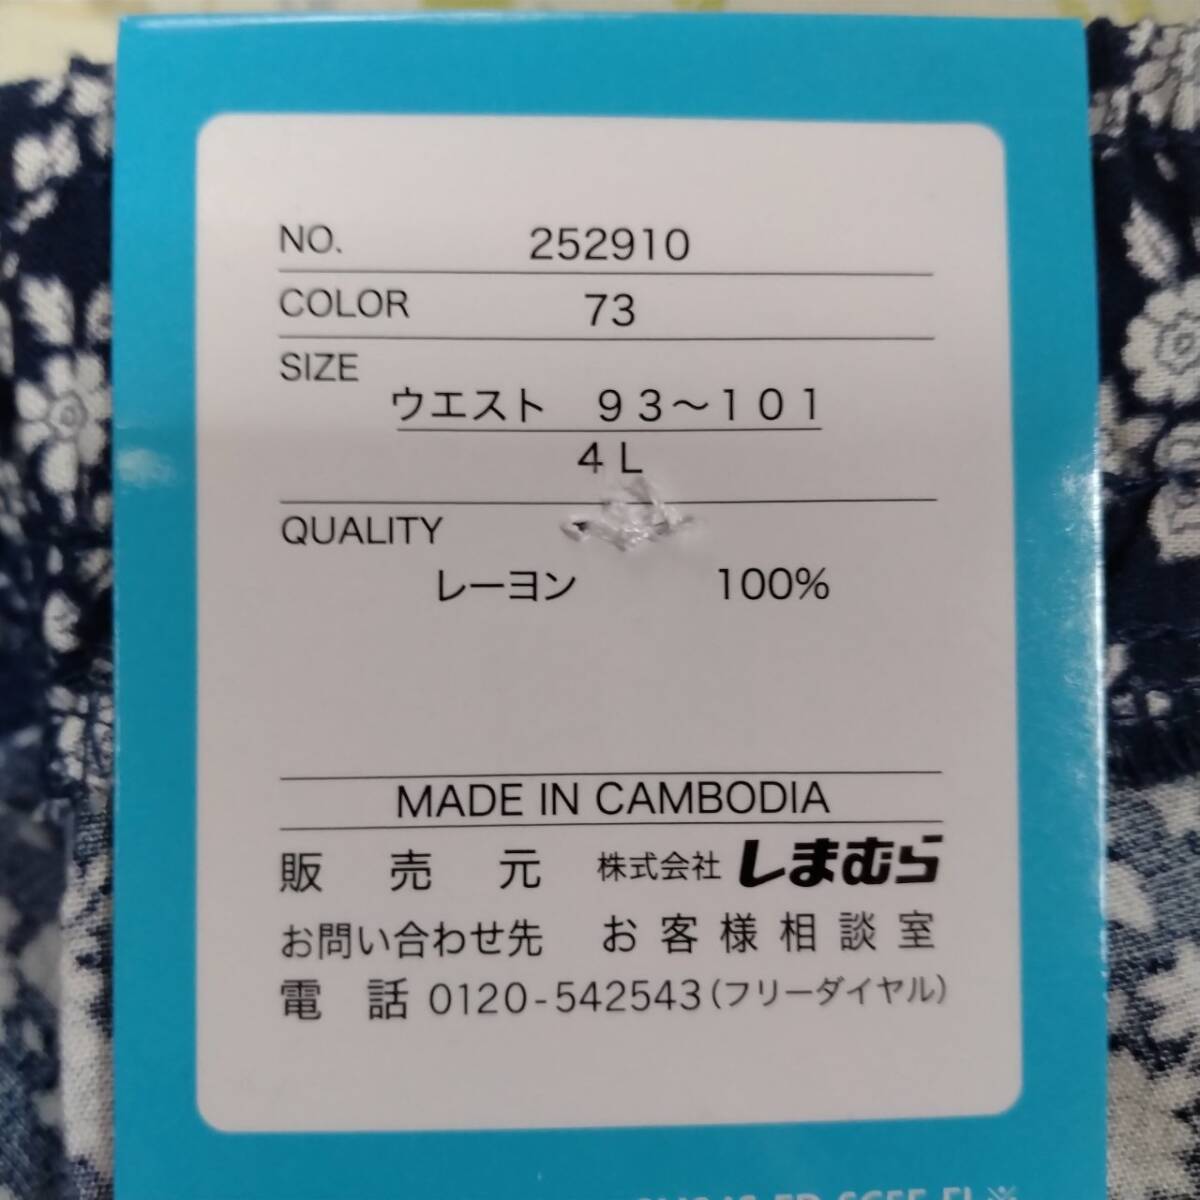 NO. 252910
COLOR 73
SIZE
ウエスト ９３～１０１
４Ｌ
QUALITY
レーヨン 100%
MADE IN CAMBODIA
販売元 株式会社 しまむら
お問い合わせ先 お客様相談室
電話 0120-542543(フリーダイヤル)